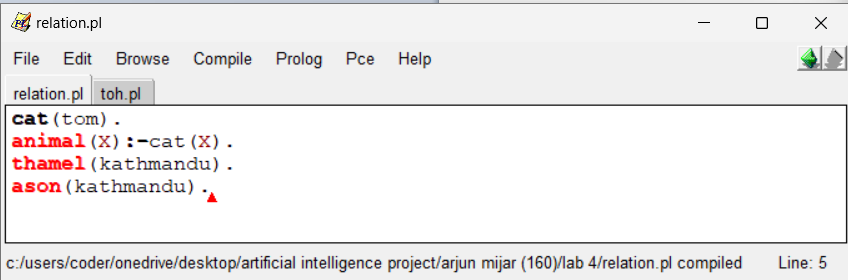 relation.pl
File Edit Browse Compile Prolog Pce Help
relation.pl toh.pl
cat(tom).
animal(X):-cat(X).
thamel(kathmandu).
ason(kathmandu).
c:/users/coder/onedrive/desktop/artificial intelligence project/arjun mijar (160)/lab 4/relation.pl compiled Line: 5